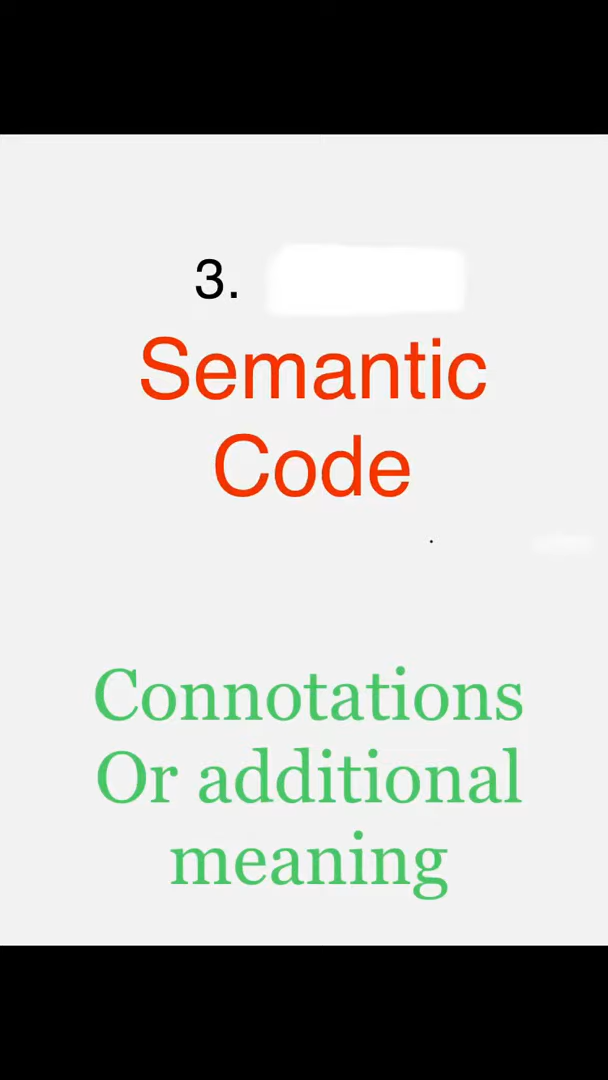 3.
Semantic
Code
Connotations
Or additional
meaning